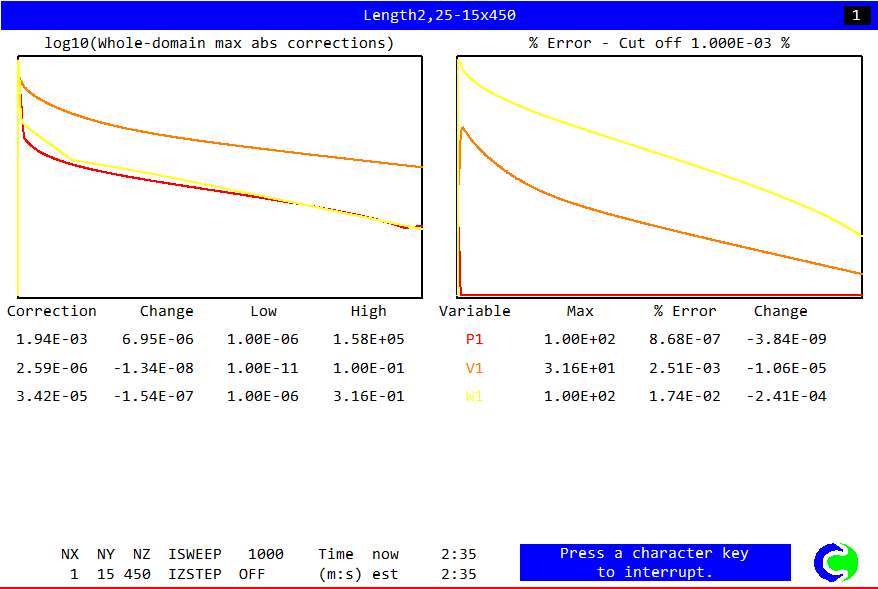 Length2,25-15x450 1
log10(Whole-domain max abs corrections) % Error - Cut off 1.000E-03 %
Correction Change Low High Variable Max % Error Change
1.94E-03 6.95E-06 1.00E-06 1.58E+05 P1 1.00E+02 8.68E-07 -3.84E-09
2.59E-06 -1.34E-08 1.00E-11 1.00E-01 V1 3.16E+01 2.51E-03 -1.06E-05
3.42E-05 -1.54E-07 1.00E-06 3.16E-01 W1 1.00E+02 1.74E-02 -2.41E-04
NX NY NZ ISWEEP 1000 Time now 2:35 Press a character key
1 15 450 IZSTEP OFF (m:s) est 2:35 to interrupt.